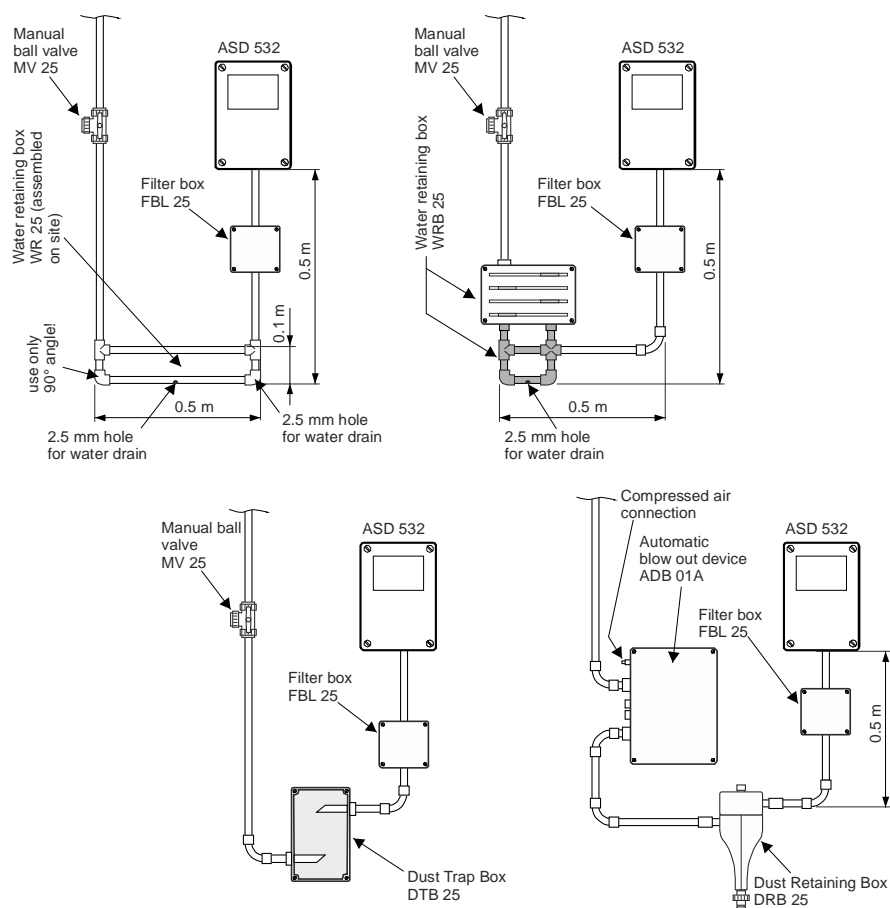 Manual
ball valve
MV 25
ASD 532
Water retaining box
WR 25 (assembled
on site)
Filter box
FBL 25
0.5 m
0.1 m
use only
90° angle!
0.5 m
2.5 mm hole
for water drain
2.5 mm hole
for water drain
Manual
ball valve
MV 25
ASD 532
Water retaining box
WRB 25
Filter box
FBL 25
0.5 m
0.5 m
2.5 mm hole
for water drain
Manual ball
valve
MV 25
ASD 532
Filter box
FBL 25
Dust Trap Box
DTB 25
Compressed air
connection
Automatic
blow out device
ADB 01A
ASD 532
Filter box
FBL 25
0.5 m
Dust Retaining Box
DRB 25